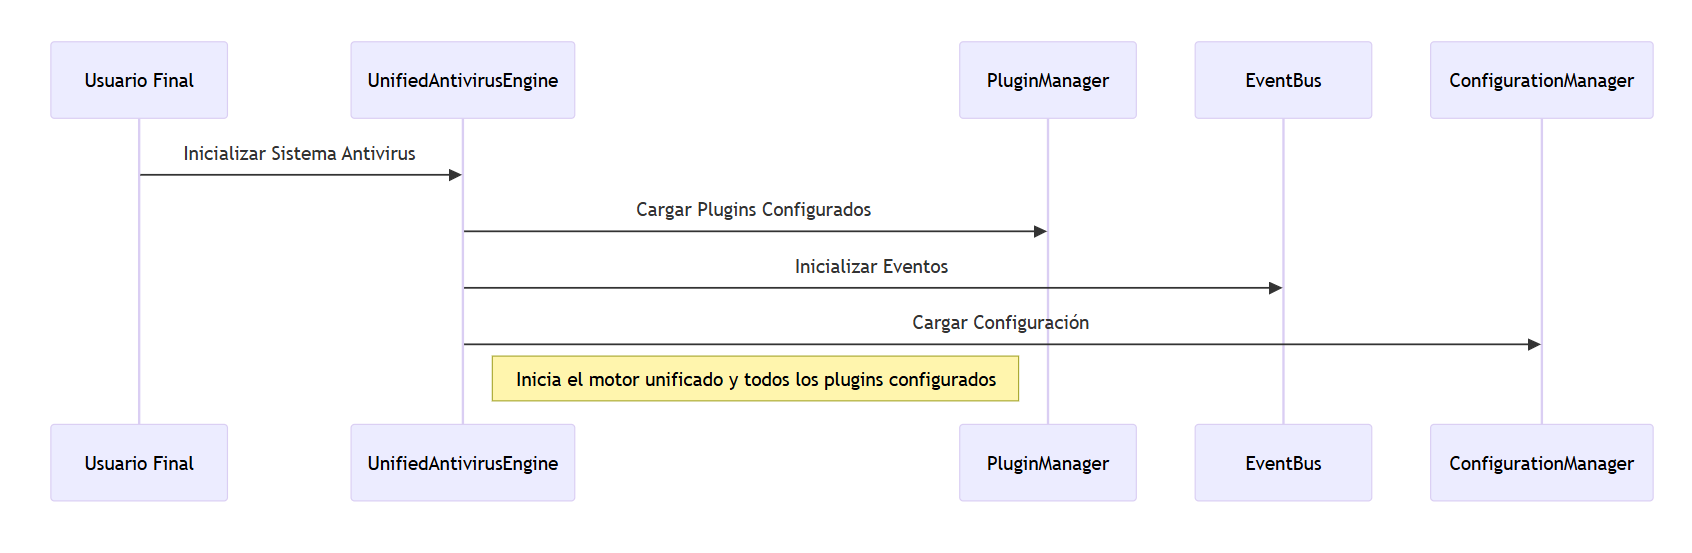 Usuario Final
UnifiedAntivirusEngine
PluginManager
EventBus
ConfigurationManager
Inicializar Sistema Antivirus
Cargar Plugins Configurados
Inicializar Eventos
Cargar Configuración
Inicia el motor unificado y todos los plugins configurados
Usuario Final
UnifiedAntivirusEngine
PluginManager
EventBus
ConfigurationManager